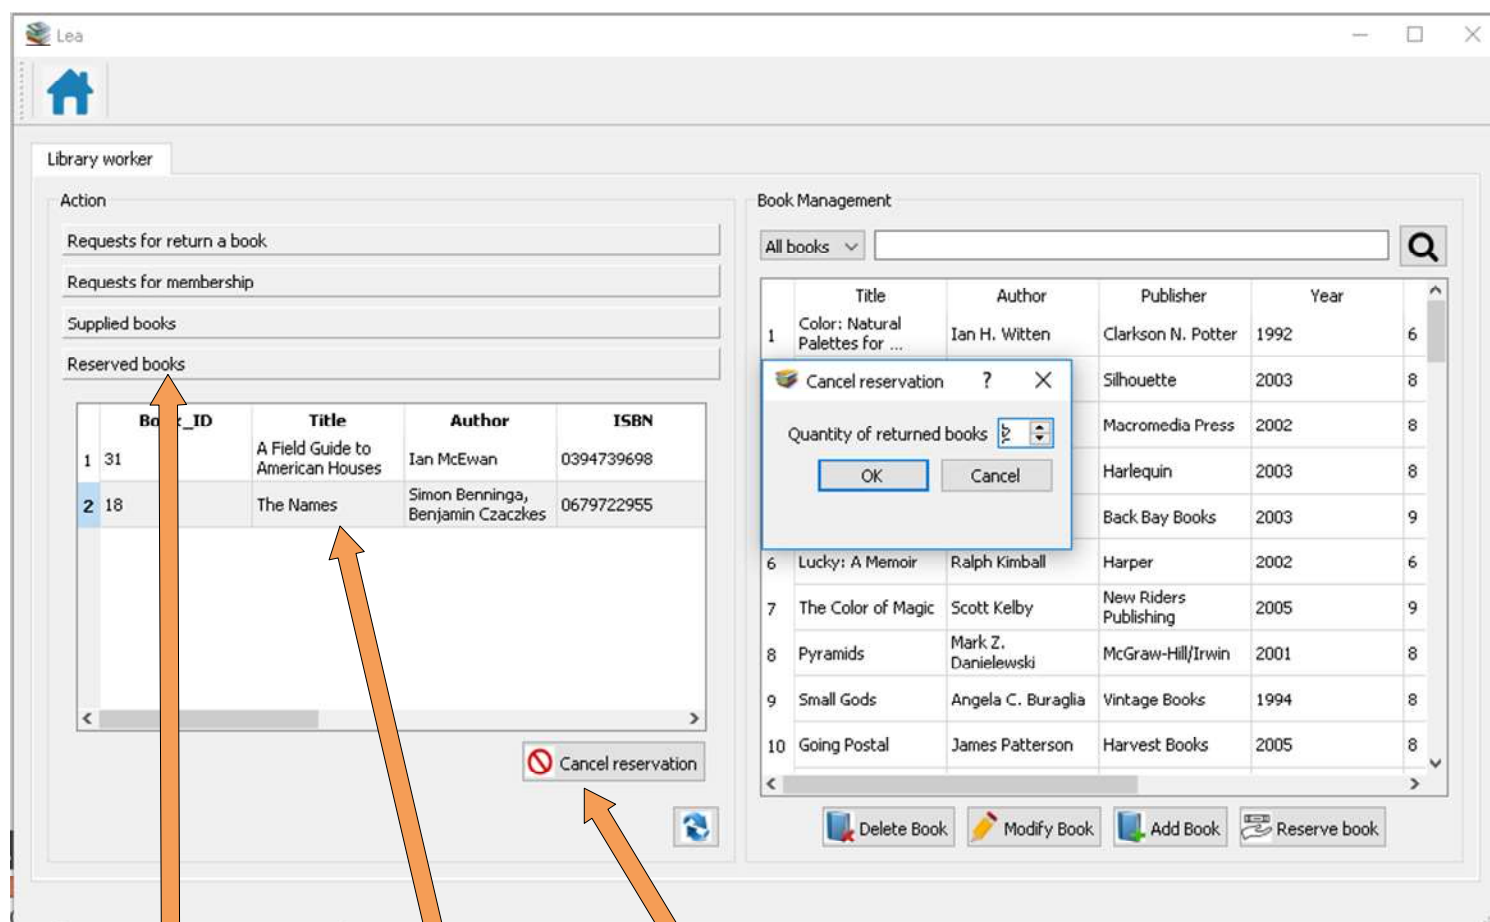 Lea
Library worker
Action
Requests for return a book
Requests for membership
Supplied books
Reserved books
Title Author ISBN
1 31 A Field Guide to American Houses Ian McEwan 0394739698
2 18 The Names Simon Benninga, Benjamin Czaczkes 0679722955
Cancel reservation
Book Management
All books
Title Author Publisher Year
1 Color: Natural Palettes for ... Ian H. Witten Clarkson N. Potter 1992 6
Silhouette 2003 8
Macromedia Press 2002 8
Harlequin 2003 8
Back Bay Books 2003 9
6 Lucky: A Memoir Ralph Kimball Harper 2002 6
7 The Color of Magic Scott Kelby New Riders Publishing 2005 9
8 Pyramids Mark Z. Danielewski McGraw-Hill/Irwin 2001 8
9 Small Gods Angela C. Buraglia Vintage Books 1994 8
10 Going Postal James Patterson Harvest Books 2005 8
Cancel reservation ?
Quantity of returned books
OK Cancel
Delete Book Modify Book Add Book Reserve book